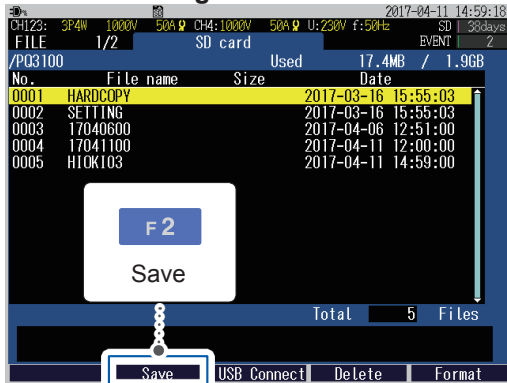 2017-04-11 14:59:18
CH123: 3P4W 1000V 50A CH4:1000V 50A U:230V f:50Hz SD 38days
FILE 1/2 SD card EVENT 2
/PQ3100 Used 17.4MB / 1.9GB
No. File name Size Date
0001 HARDCOPY 2017-03-16 15:55:03
0002 SETTING 2017-03-16 15:55:03
0003 17040600 2017-04-06 12:51:00
0004 17041100 2017-04-11 12:00:00
0005 HIOKI03 2017-04-11 14:59:00
F 2
Save
Total 5 Files
Save USB Connect Delete Format